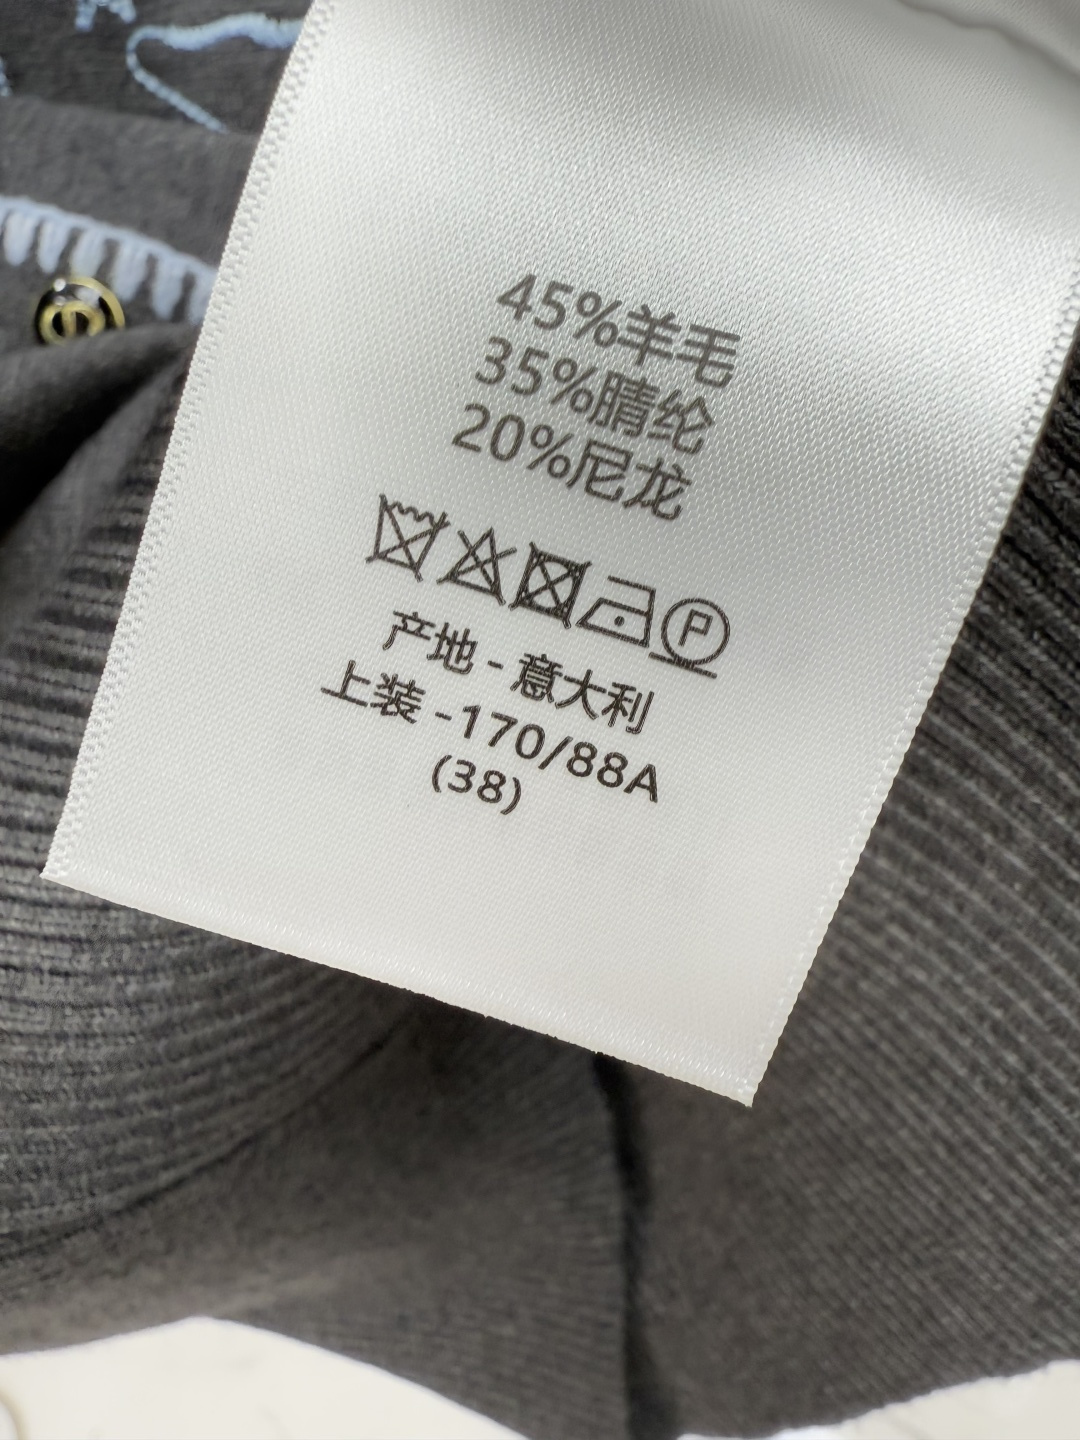 45%羊毛
35%腈纶
20%尼龙
P
产地 - 意大利
上装 -170/88A
(38)